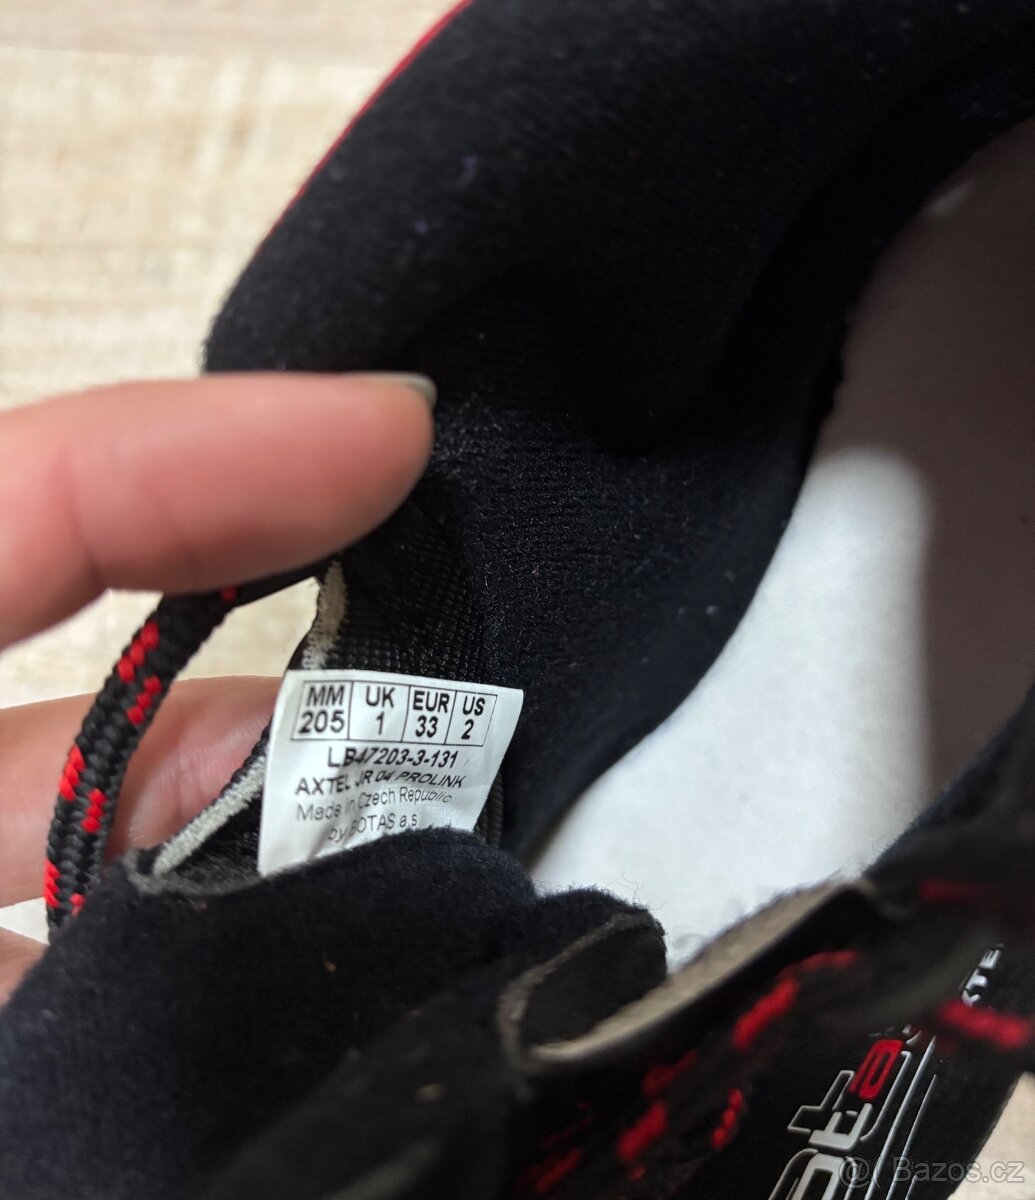 MM UK EUR US
205 1 33 2
LB47203-3-131
AXTEL JR 04 PROLINK
Made in Czech Republic
by BOTAS a.s.
Bazos.cz